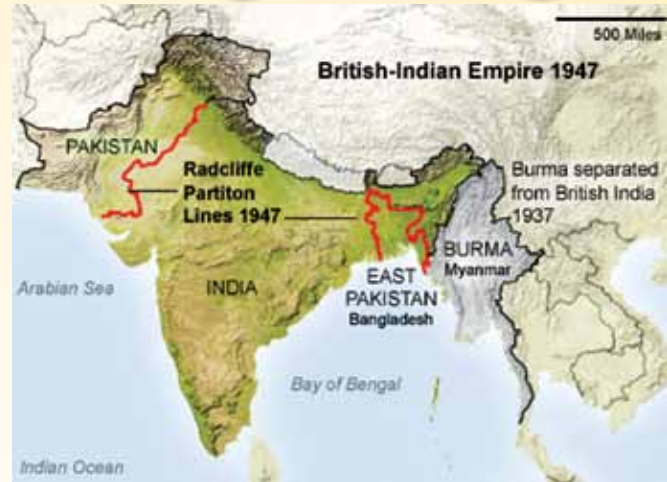 500 Miles
British-Indian Empire 1947
PAKISTAN
Radcliffe
Partiton
Lines 1947
Burma separated
from British India
1937
BURMA
Myanmar
INDIA
EAST
PAKISTAN
Bangladesh
Arabian Sea
Bay of Bengal
Indian Ocean